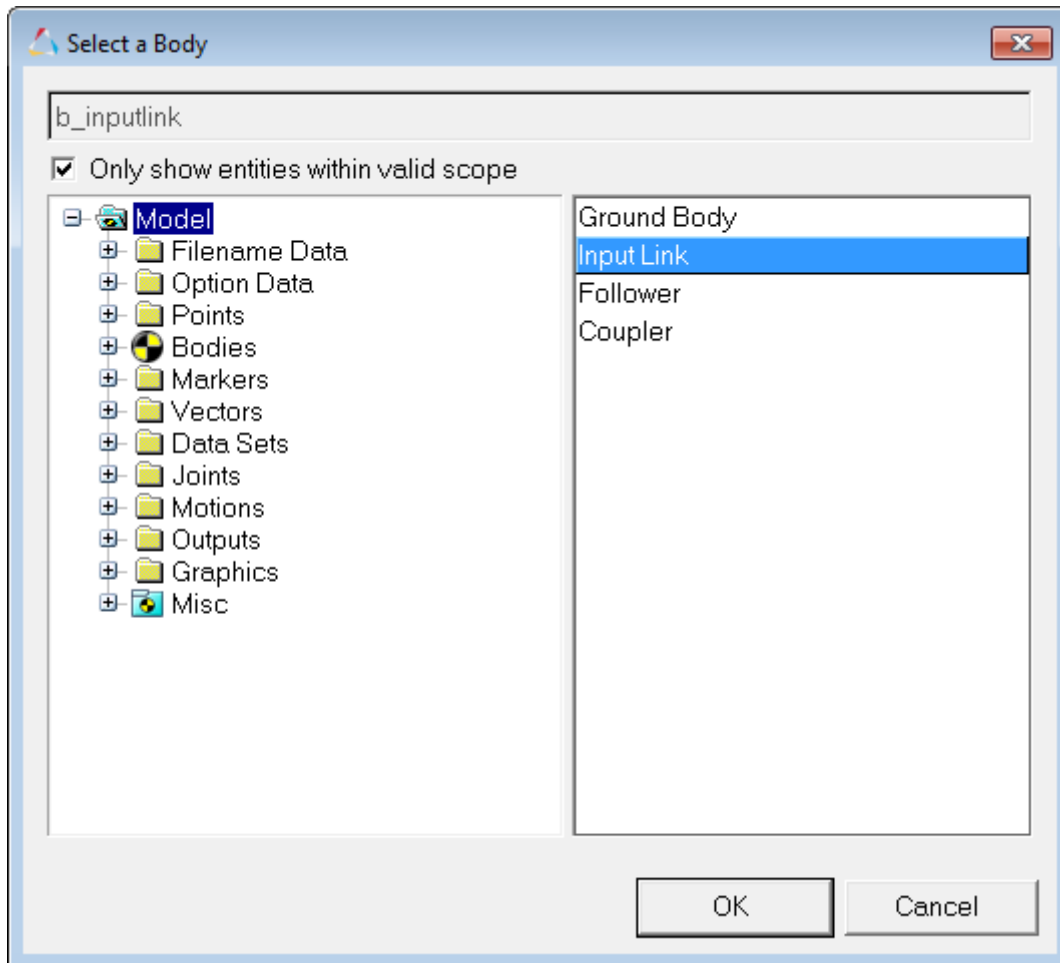 Select a Body
b_inputlink
Only show entities within valid scope
Model
Filename Data
Option Data
Points
Bodies
Markers
Vectors
Data Sets
Joints
Motions
Outputs
Graphics
Misc
Ground Body
Input Link
Follower
Coupler
OK
Cancel